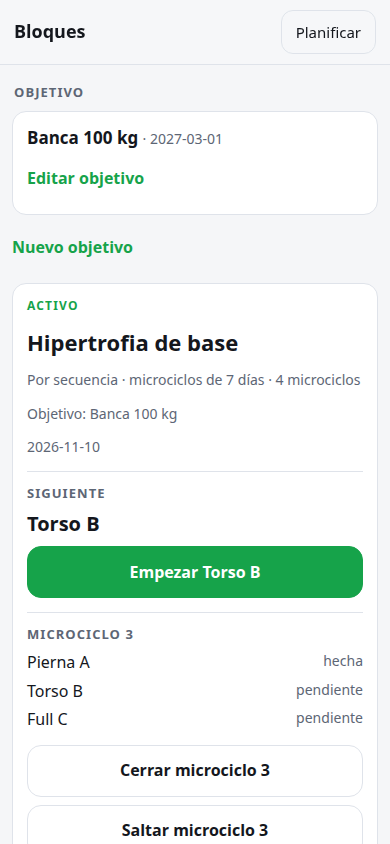 Bloques
Planificar
OBJETIVO
Banca 100 kg · 2027-03-01
Editar objetivo
Nuevo objetivo
ACTIVO
Hipertrofia de base
Por secuencia · microciclos de 7 días · 4 microciclos
Objetivo: Banca 100 kg
2026-11-10
SIGUIENTE
Torso B
Empezar Torso B
MICROCICLO 3
Pierna A hecha
Torso B pendiente
Full C pendiente
Cerrar microciclo 3
Saltar microciclo 3